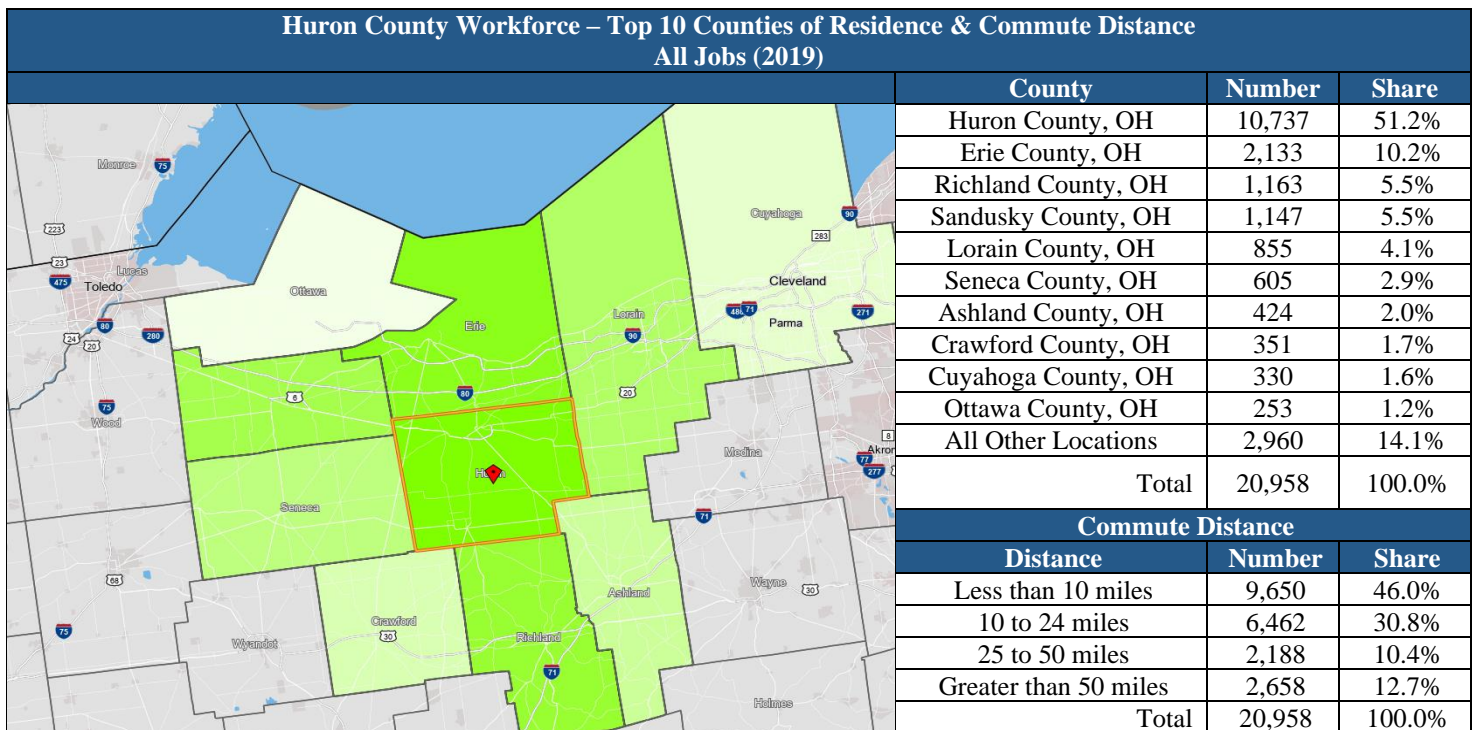 Huron County Workforce – Top 10 Counties of Residence & Commute Distance
All Jobs (2019)
County Number Share
Huron County, OH 10,737 51.2%
Erie County, OH 2,133 10.2%
Richland County, OH 1,163 5.5%
Sandusky County, OH 1,147 5.5%
Lorain County, OH 855 4.1%
Seneca County, OH 605 2.9%
Ashland County, OH 424 2.0%
Crawford County, OH 351 1.7%
Cuyahoga County, OH 330 1.6%
Ottawa County, OH 253 1.2%
All Other Locations 2,960 14.1%
Total 20,958 100.0%
Commute Distance
Distance Number Share
Less than 10 miles 9,650 46.0%
10 to 24 miles 6,462 30.8%
25 to 50 miles 2,188 10.4%
Greater than 50 miles 2,658 12.7%
Total 20,958 100.0%
Monroe
75
223
Cuyahoga
90
283
23
Lucas
475
Toledo
Ottawa
Cleveland
Erie
Lorain
480
71
271
Parma
80
280
24
20
90
6
80
20
75
Wood
8
Medina
Akron
77
277
Huron
Seneca
71
68
Ashland
Wayne
30
Crawford
30
75
Wyandot
Richland
71
Holmes